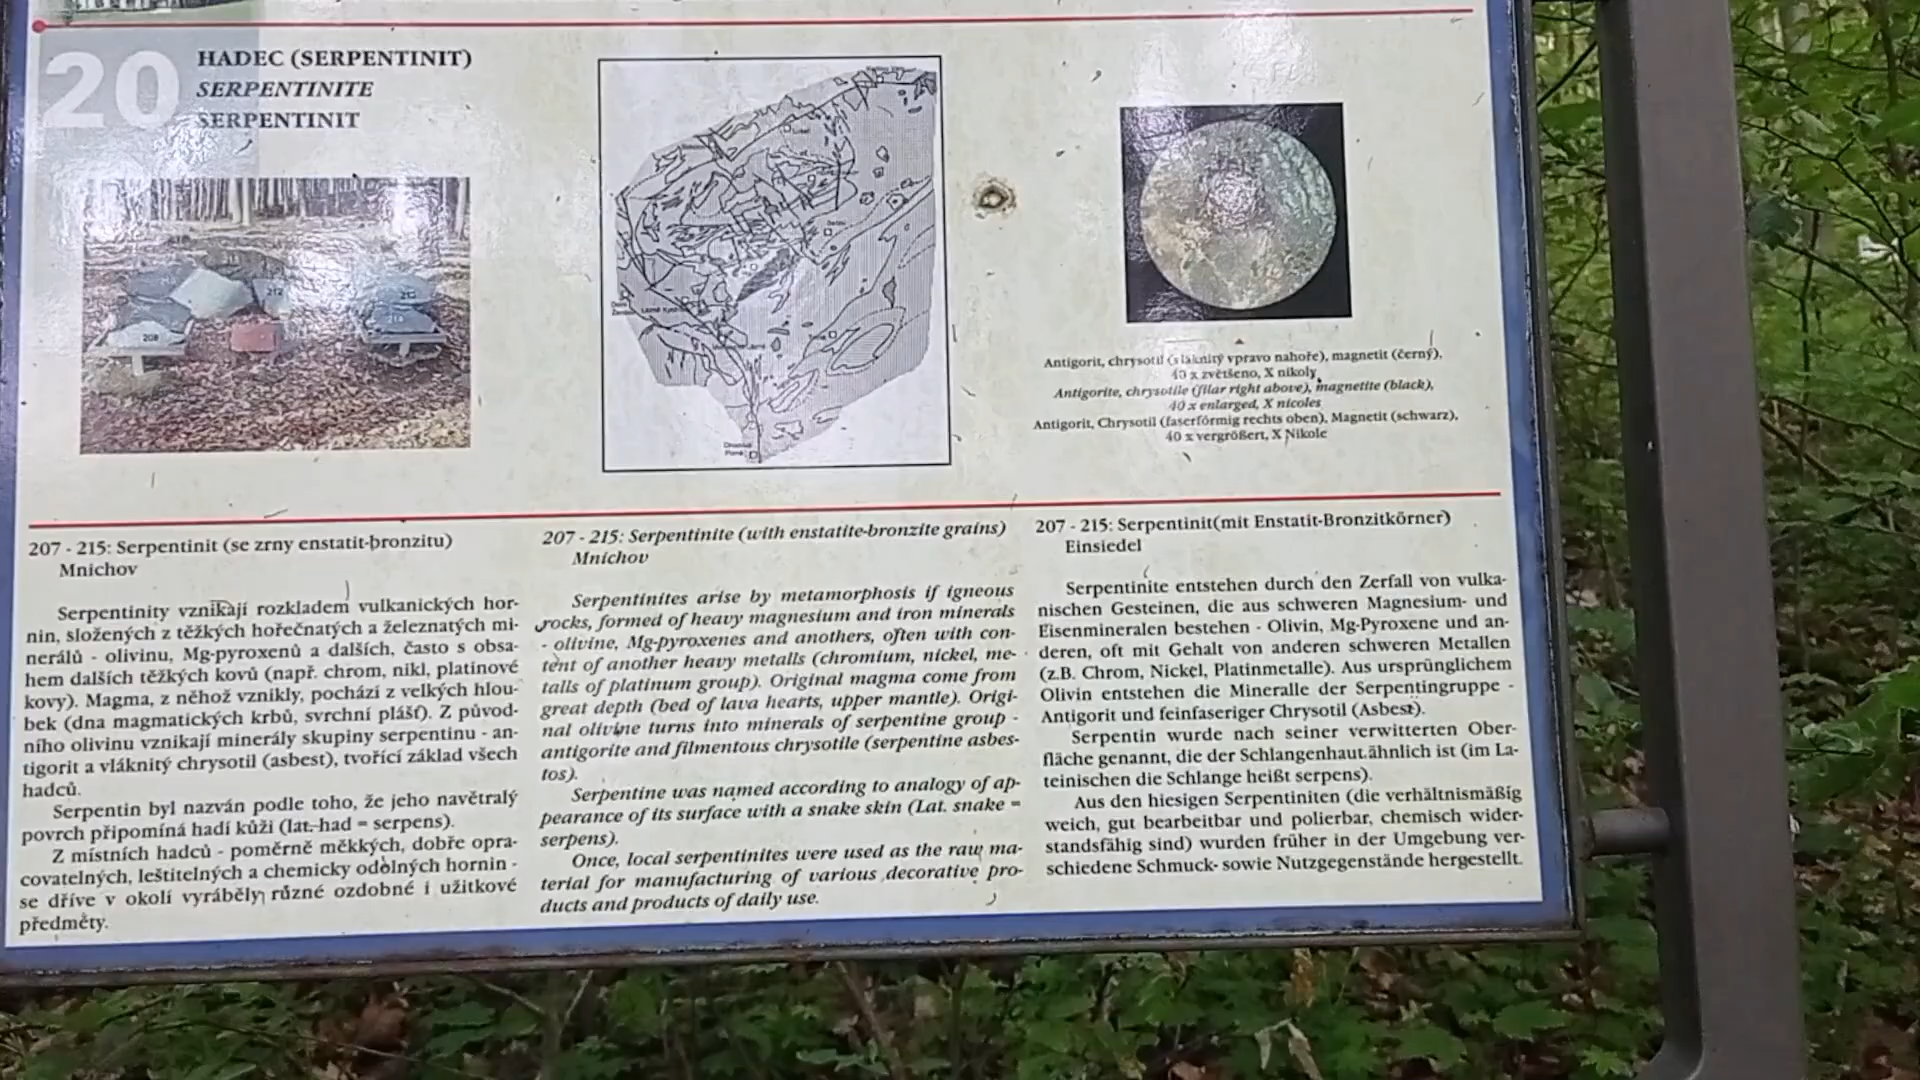 20
HADEC (SERPENTINIT)
SERPENTINITE
SERPENTINIT
212
213
214
208
Antigorit, chrysotil (vláknitý vpravo nahoře), magnetit (černý),
40 x zvětšeno, X nikoly
Antigorite, chrysotile (filar right above), magnetite (black),
40 x enlarged, X nicoles
Antigorit, Chrysotil (faserförmig rechts oben), Magnetit (schwarz),
40 x vergrößert, X Nikole
207 - 215: Serpentinit (se zrny enstatit-bronzitu)
Mnichov
Serpentinity vznikají rozkladem vulkanických hor-
nin, složených z těžkých hořečnatých a železnatých mi-
nerálů - olivinu, Mg-pyroxenů a dalších, často s obsa-
hem dalších těžkých kovů (např. chrom, nikl, platinové
kovy). Magma, z něhož vznikly, pochází z velkých hlou-
bek (dna magmatických krbů, svrchní plášť). Z původ-
ního olivinu vznikají minerály skupiny serpentinu - an-
tigorit a vláknitý chrysotil (asbest), tvořící základ všech
hadců.
Serpentin byl nazván podle toho, že jeho navětralý
povrch připomíná hadí kůži (lat. had = serpens).
Z místních hadců - poměrně měkkých, dobře opra-
covatelných, leštitelných a chemicky odolných hornin -
se dříve v okolí vyráběly různé ozdobné i užitkové
předměty.
207 - 215: Serpentinite (with enstatite-bronzite grains)
Mnichov
Serpentinites arise by metamorphosis if igneous
rocks, formed of heavy magnesium and iron minerals
- olivine, Mg-pyroxenes and anothers, often with con-
tent of another heavy metalls (chromium, nickel, me-
talls of platinum group). Original magma come from
great depth (bed of lava hearts, upper mantle). Origi-
nal olivine turns into minerals of serpentine group -
antigorite and filmentous chrysotile (serpentine asbes-
tos).
Serpentine was named according to analogy of ap-
pearance of its surface with a snake skin (Lat. snake =
serpens).
Once, local serpentinites were used as the raw ma-
terial for manufacturing of various decorative pro-
ducts and products of daily use.
207 - 215: Serpentinit(mit Enstatit-Bronzitkörner)
Einsiedel
Serpentinite entstehen durch den Zerfall von vulka-
nischen Gesteinen, die aus schweren Magnesium- und
Eisenmineralen bestehen - Olivin, Mg-Pyroxene und an-
deren, oft mit Gehalt von anderen schweren Metallen
(z.B. Chrom, Nickel, Platinmetalle). Aus ursprünglichem
Olivin entstehen die Mineralle der Serpentingruppe -
Antigorit und feinfaseriger Chrysotil (Asbest).
Serpentin wurde nach seiner verwitterten Ober-
fläche genannt, die der Schlangenhaut ähnlich ist (im La-
teinischen die Schlange heißt serpens).
Aus den hiesigen Serpentiniten (die verhältnismäßig
weich, gut bearbeitbar und polierbar, chemisch wider-
standsfähig sind) wurden früher in der Umgebung ver-
schiedene Schmuck- sowie Nutzgegenstände hergestellt.